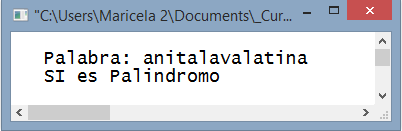 "C:\Users\Maricela 2\Documents\_Cur...
Palabra: anitalavalatina
SI es Palindromo